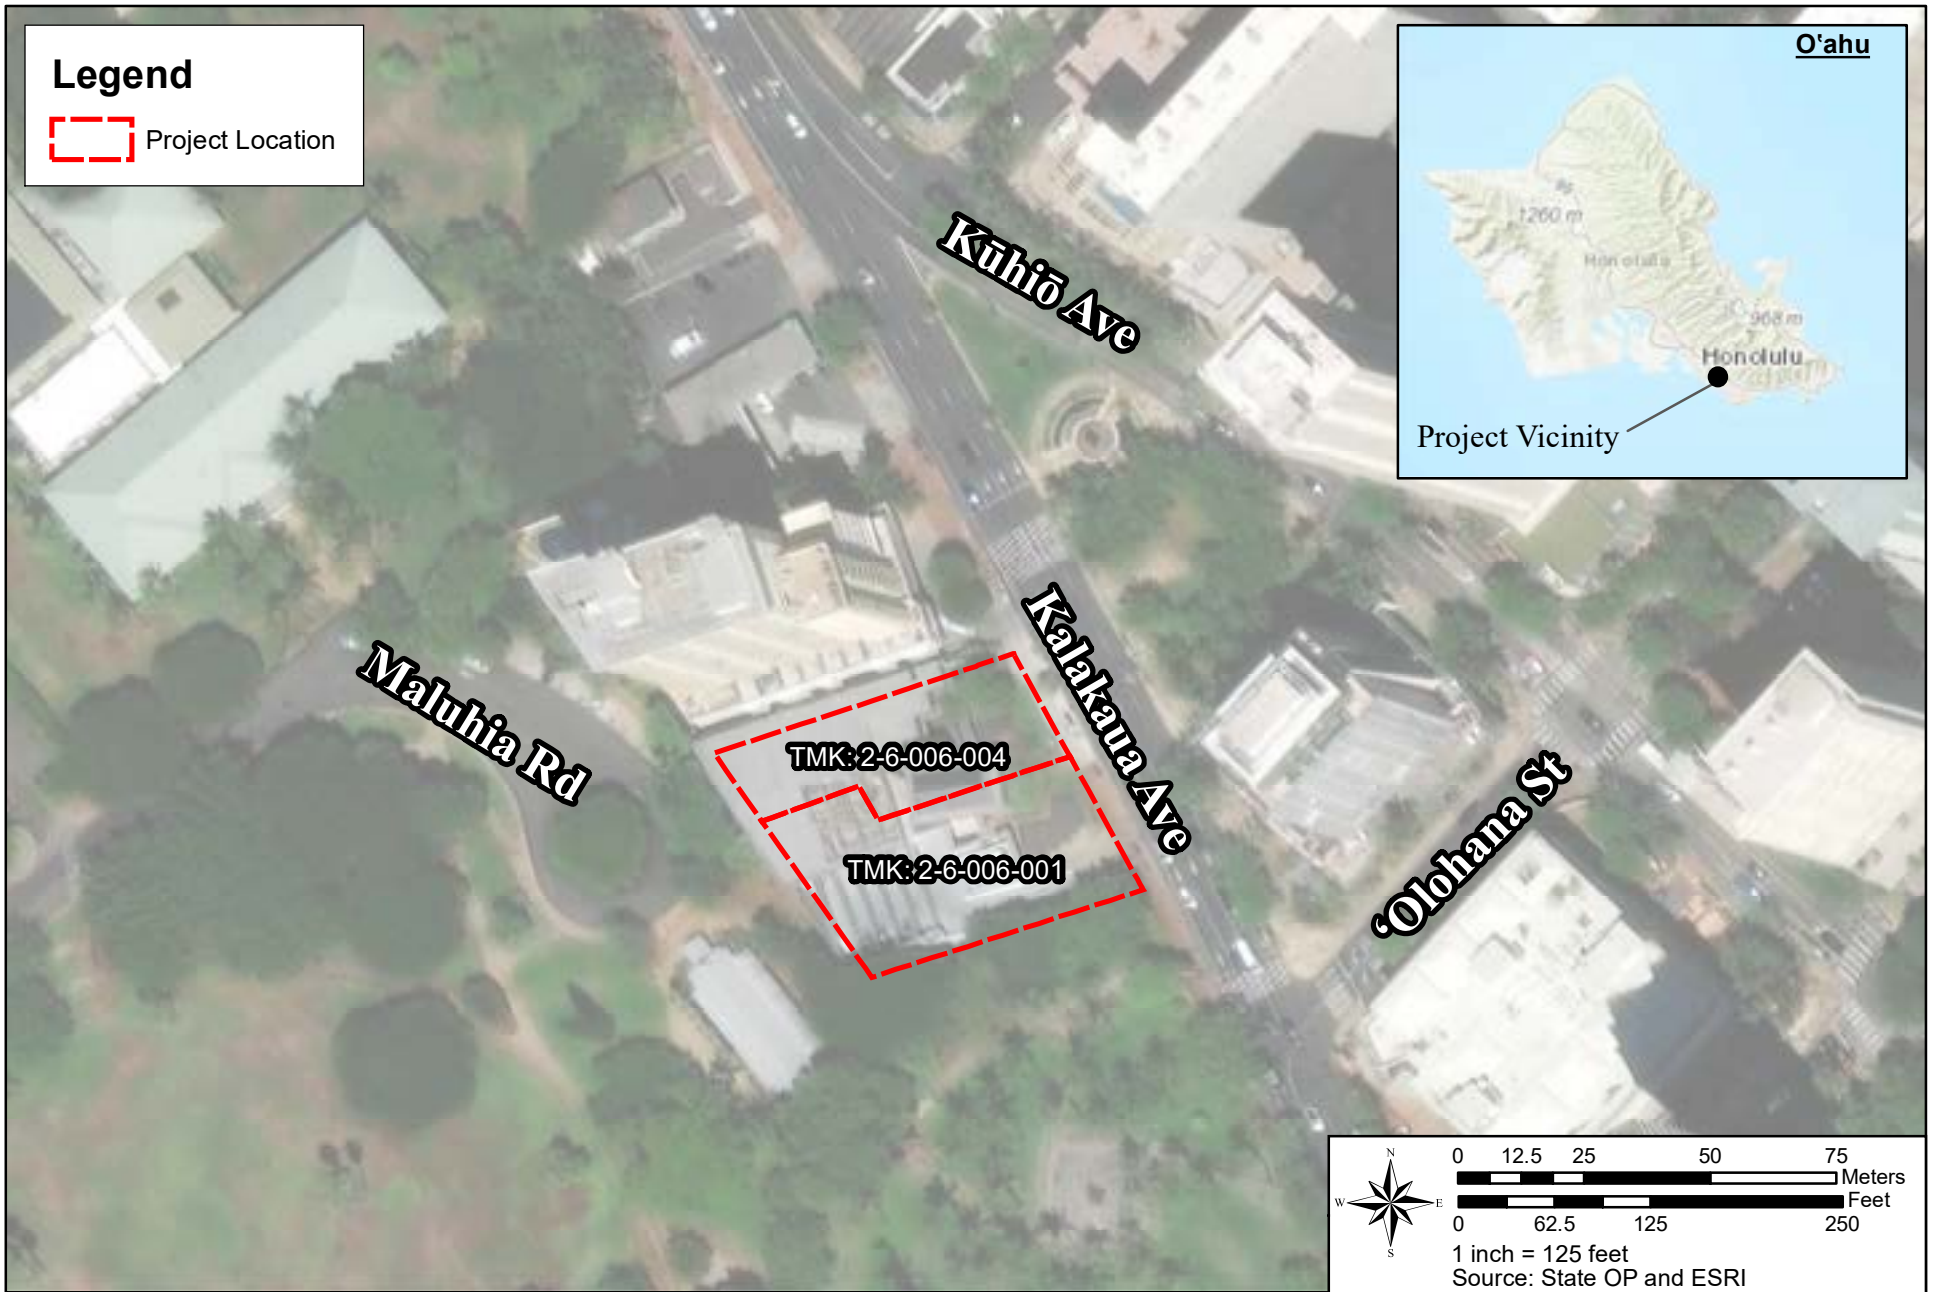 Legend
Project Location
Oʻahu
1260 m
Honolulu
968 m
Honolulu
Project Vicinity
Kūhiō Ave
Kalakaua Ave
Maluhia Rd
TMK: 2-6-006-004
TMK: 2-6-006-001
ʻOlohana St
N
W
E
S
0 12.5 25 50 75
Meters
Feet
0 62.5 125 250
1 inch = 125 feet
Source: State OP and ESRI